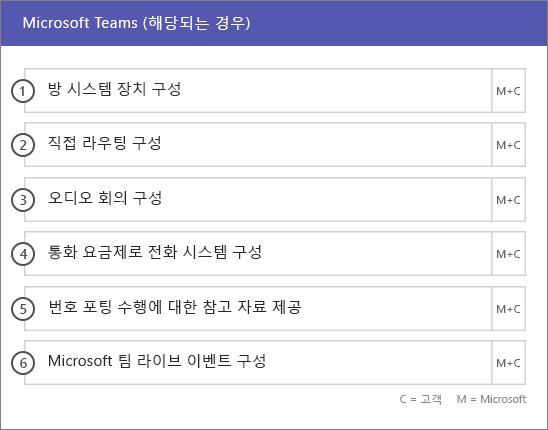 Microsoft Teams (해당되는 경우)
1 방 시스템 장치 구성 M+C
2 직접 라우팅 구성 M+C
3 오디오 회의 구성 M+C
4 통화 요금제로 전화 시스템 구성 M+C
5 번호 포팅 수행에 대한 참고 자료 제공 M+C
6 Microsoft 팀 라이브 이벤트 구성 M+C
C = 고객 M = Microsoft